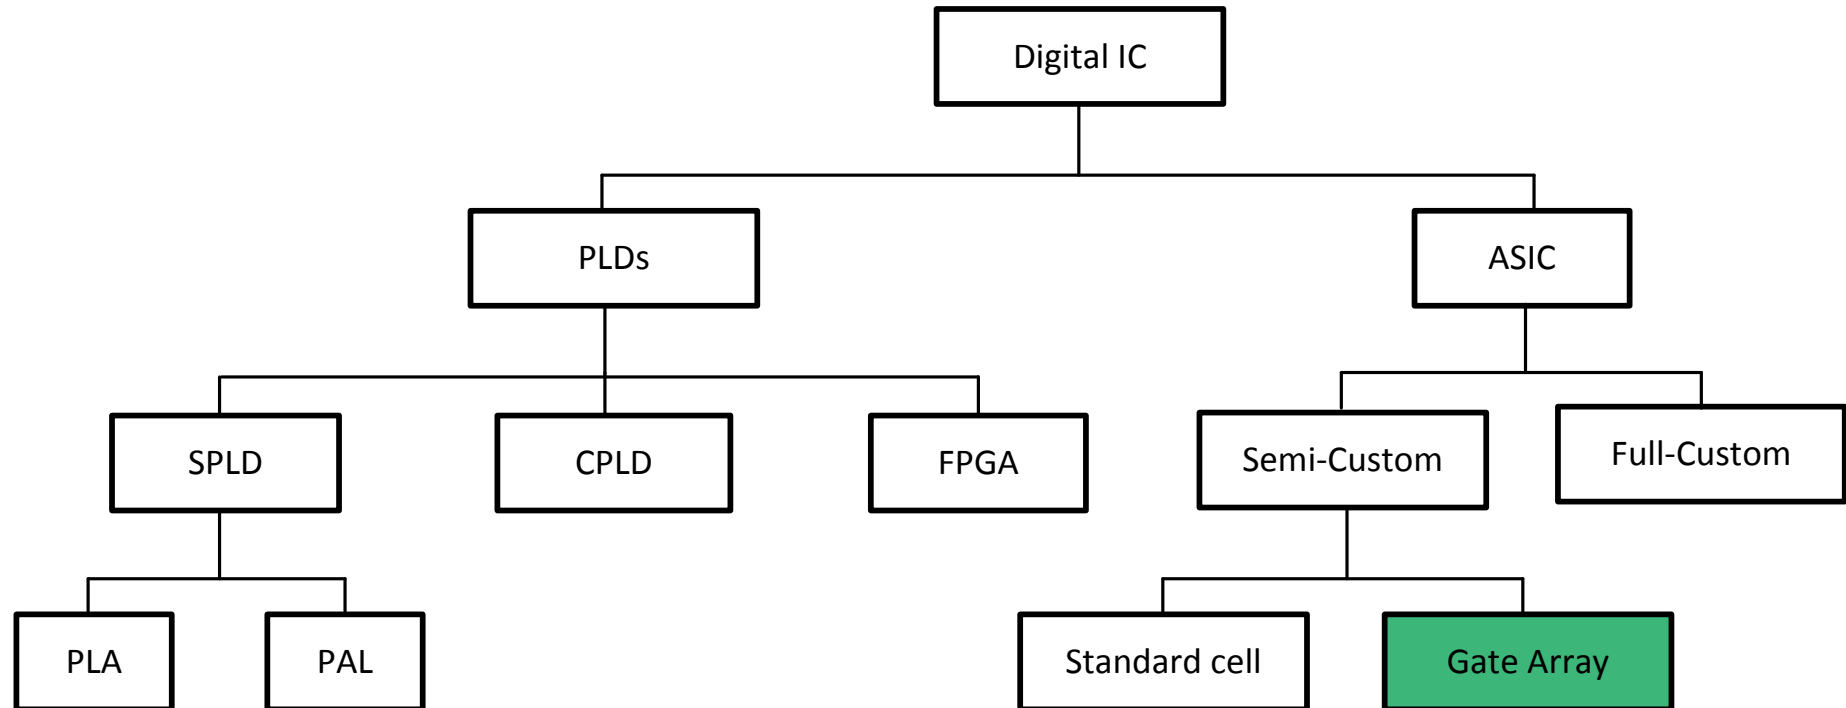 Digital IC
PLDs
ASIC
SPLD
CPLD
FPGA
Semi-Custom
Full-Custom
PLA
PAL
Standard cell
Gate Array